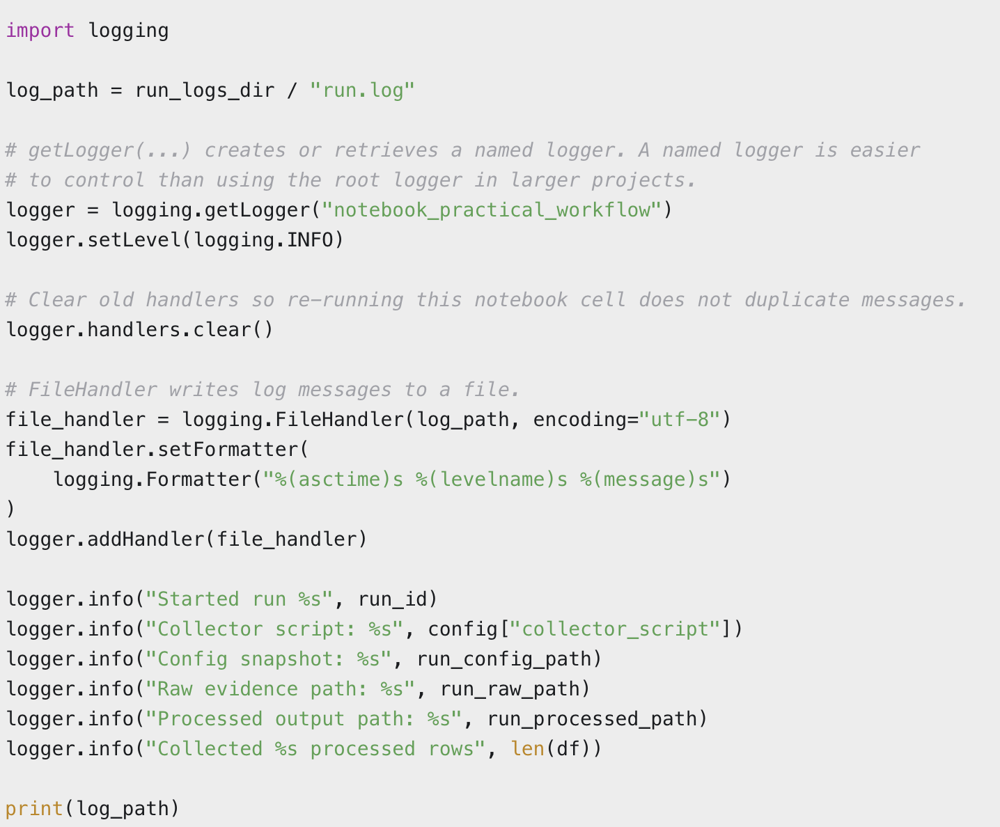 import logging

log_path = run_logs_dir / "run.log"

# getLogger(...) creates or retrieves a named logger. A named logger is easier
# to control than using the root logger in larger projects.
logger = logging.getLogger("notebook_practical_workflow")
logger.setLevel(logging.INFO)

# Clear old handlers so re-running this notebook cell does not duplicate messages.
logger.handlers.clear()

# FileHandler writes log messages to a file.
file_handler = logging.FileHandler(log_path, encoding="utf-8")
file_handler.setFormatter(
    logging.Formatter("%(asctime)s %(levelname)s %(message)s")
)
logger.addHandler(file_handler)

logger.info("Started run %s", run_id)
logger.info("Collector script: %s", config["collector_script"])
logger.info("Config snapshot: %s", run_config_path)
logger.info("Raw evidence path: %s", run_raw_path)
logger.info("Processed output path: %s", run_processed_path)
logger.info("Collected %s processed rows", len(df))

print(log_path)